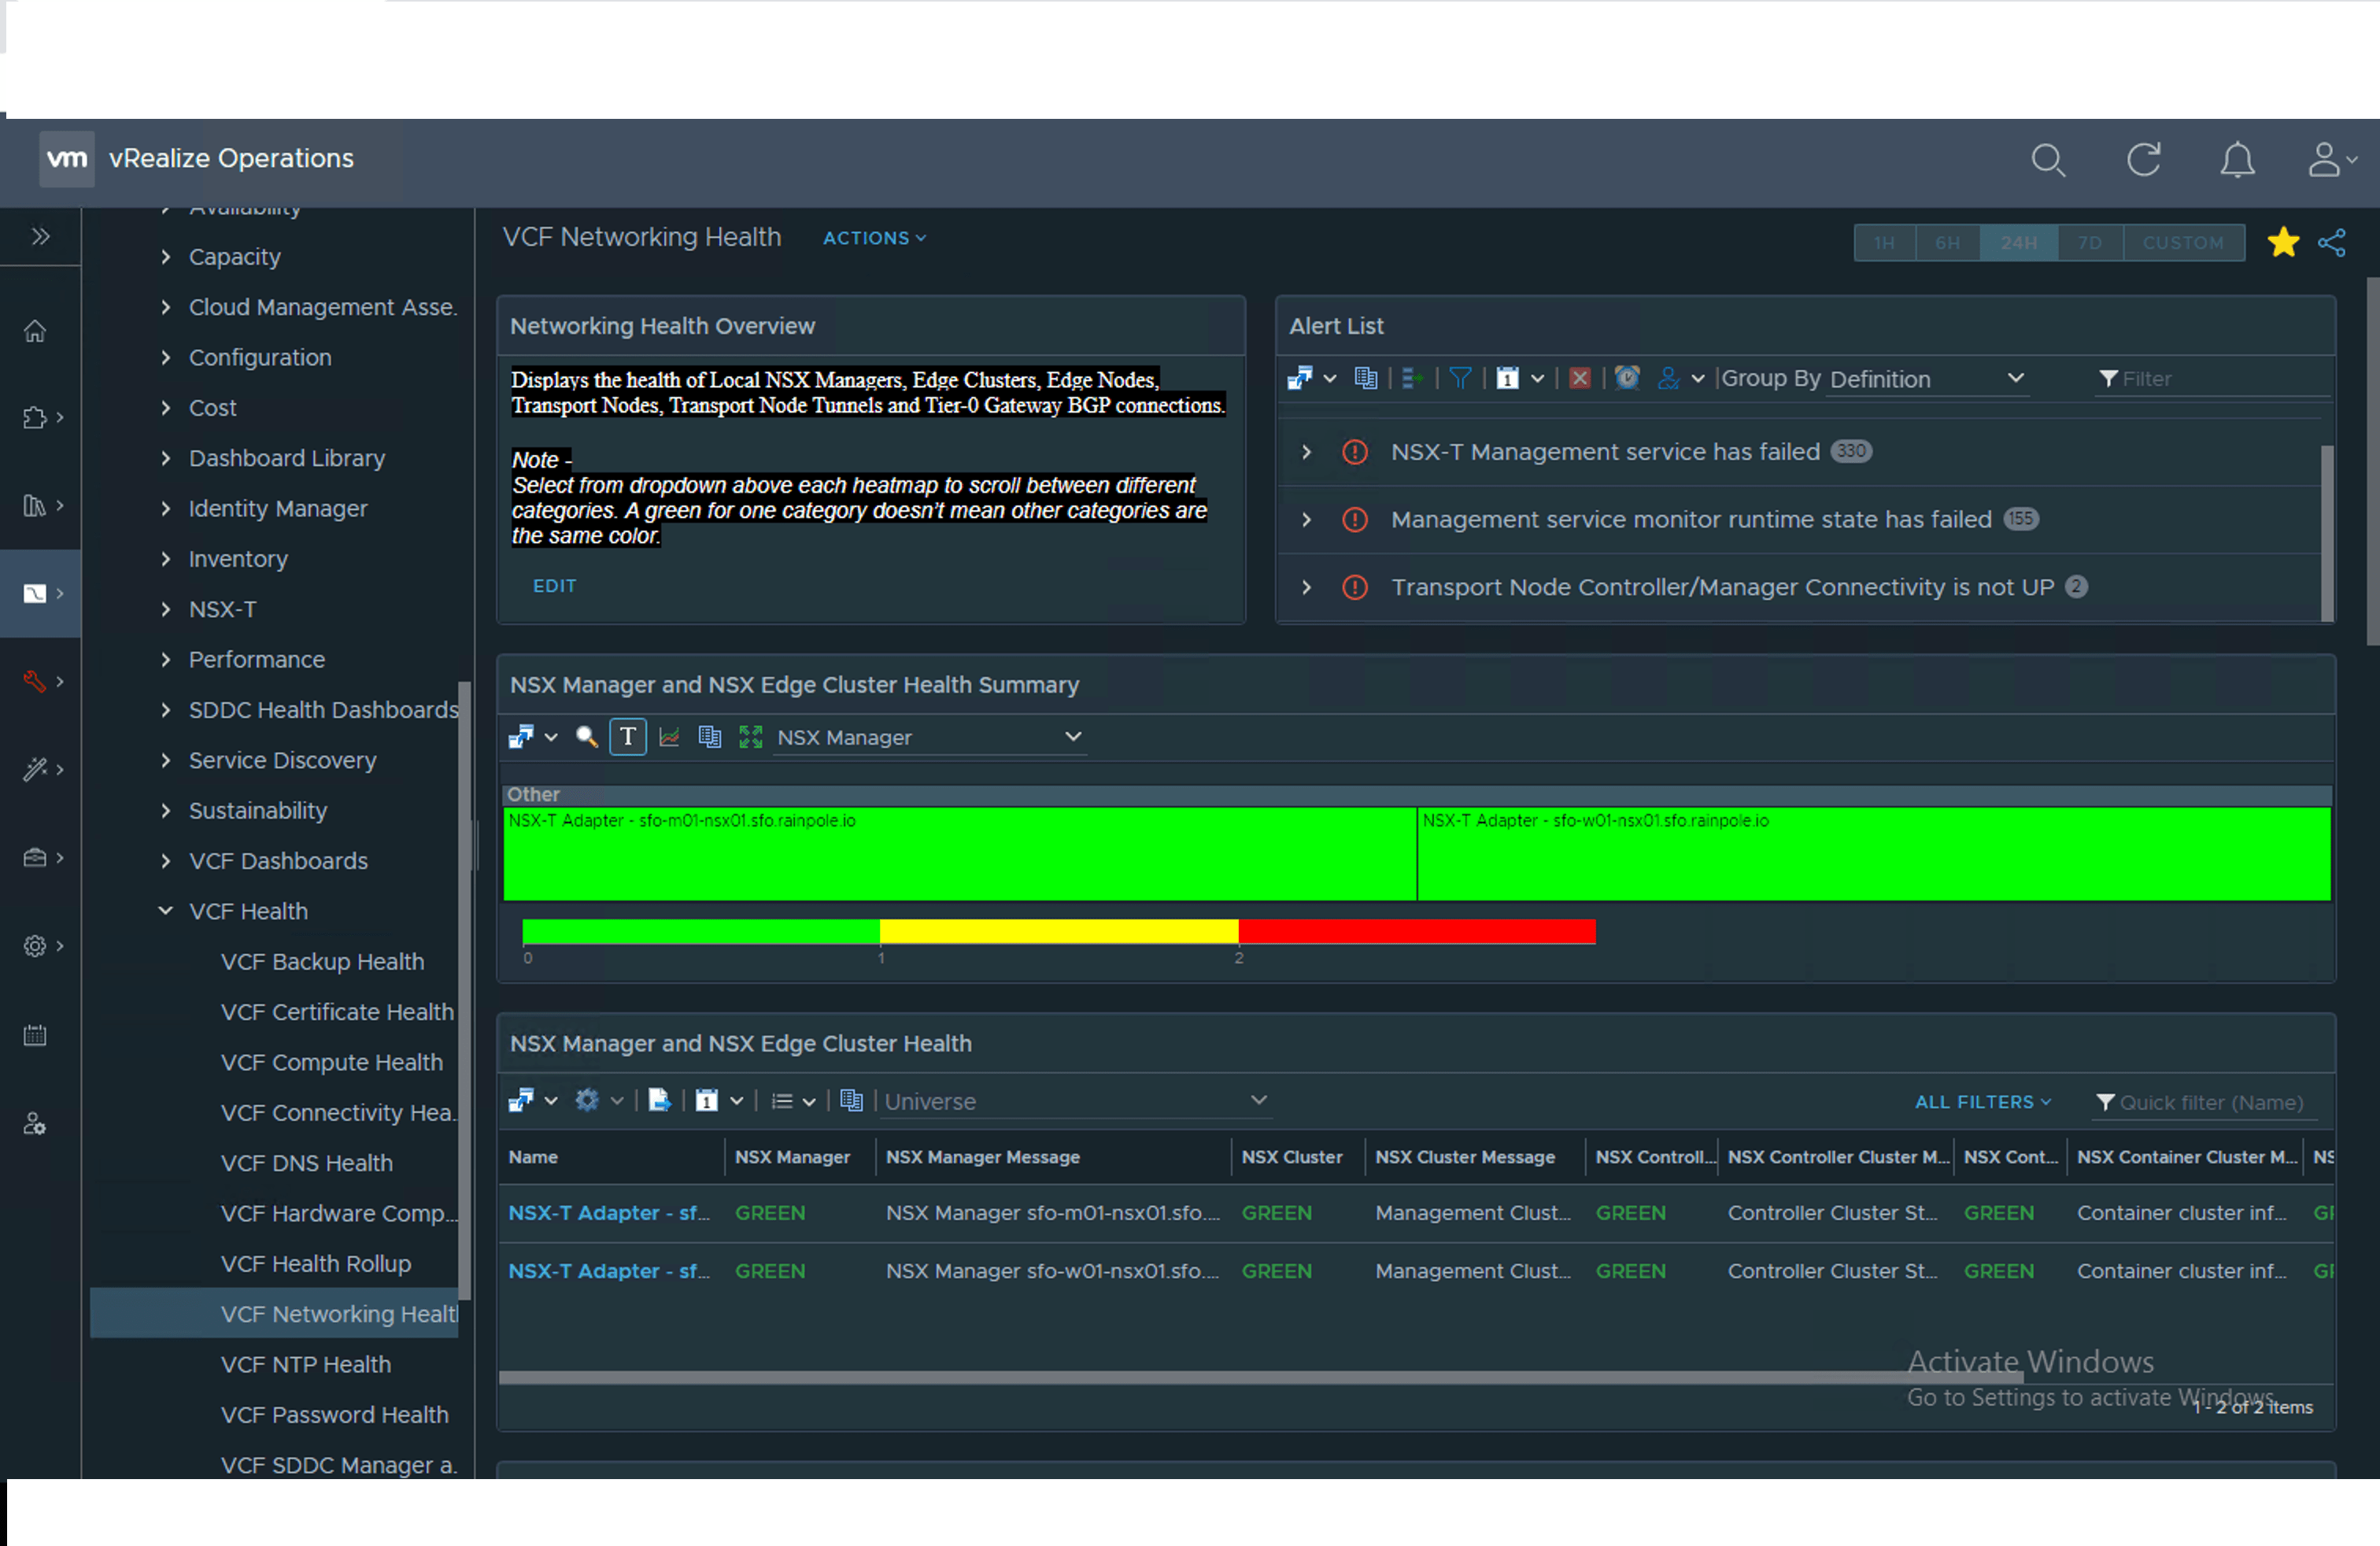 vm vRealize Operations
Availability
Capacity
Cloud Management Asse.
Configuration
Cost
Dashboard Library
Identity Manager
Inventory
NSX-T
Performance
SDDC Health Dashboards
Service Discovery
Sustainability
VCF Dashboards
VCF Health
VCF Backup Health
VCF Certificate Health
VCF Compute Health
VCF Connectivity Hea.
VCF DNS Health
VCF Hardware Comp...
VCF Health Rollup
VCF Networking Healt
VCF NTP Health
VCF Password Health
VCF SDDC Manager a.
VCF Networking Health ACTIONS
1H 6H 24H 7D CUSTOM
Networking Health Overview
Displays the health of Local NSX Managers, Edge Clusters, Edge Nodes,
Transport Nodes, Transport Node Tunnels and Tier-0 Gateway BGP connections.
Note -
Select from dropdown above each heatmap to scroll between different
categories. A green for one category doesn't mean other categories are
the same color.
EDIT
Alert List
1 Group By Definition Filter
NSX-T Management service has failed 330
Management service monitor runtime state has failed 155
Transport Node Controller/Manager Connectivity is not UP 2
NSX Manager and NSX Edge Cluster Health Summary
T NSX Manager
Other
NSX-T Adapter - sfo-m01-nsx01.sfo.rainpole.io NSX-T Adapter - sfo-w01-nsx01.sfo.rainpole.io
0 1 2
NSX Manager and NSX Edge Cluster Health
1 Universe ALL FILTERS Quick filter (Name)
Name NSX Manager NSX Manager Message NSX Cluster NSX Cluster Message NSX Controll... NSX Controller Cluster M... NSX Cont... NSX Container Cluster M... NS
NSX-T Adapter - sf... GREEN NSX Manager sfo-m01-nsx01.sfo.... GREEN Management Clust... GREEN Controller Cluster St... GREEN Container cluster inf... GR
NSX-T Adapter - sf... GREEN NSX Manager sfo-w01-nsx01.sfo.... GREEN Management Clust... GREEN Controller Cluster St... GREEN Container cluster inf... GR
Activate Windows
Go to Settings to activate Windows.
1 - 2 of 2 items